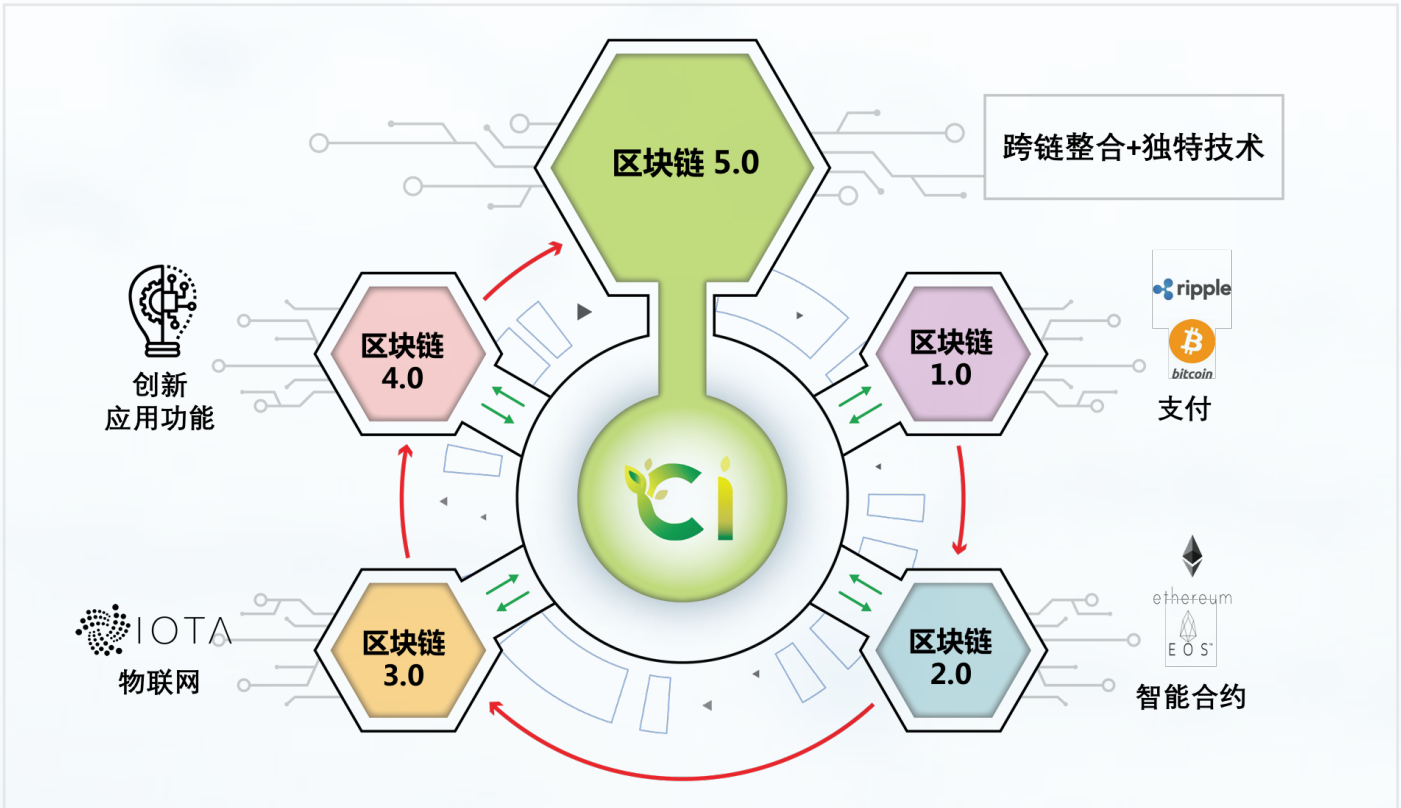 区块链 5.0
跨链整合+独特技术
区块链
4.0
创新
应用功能
区块链
1.0
ripple
bitcoin
支付
Ci
区块链
3.0
IOTA
物联网
区块链
2.0
ethereum
EOS
智能合约